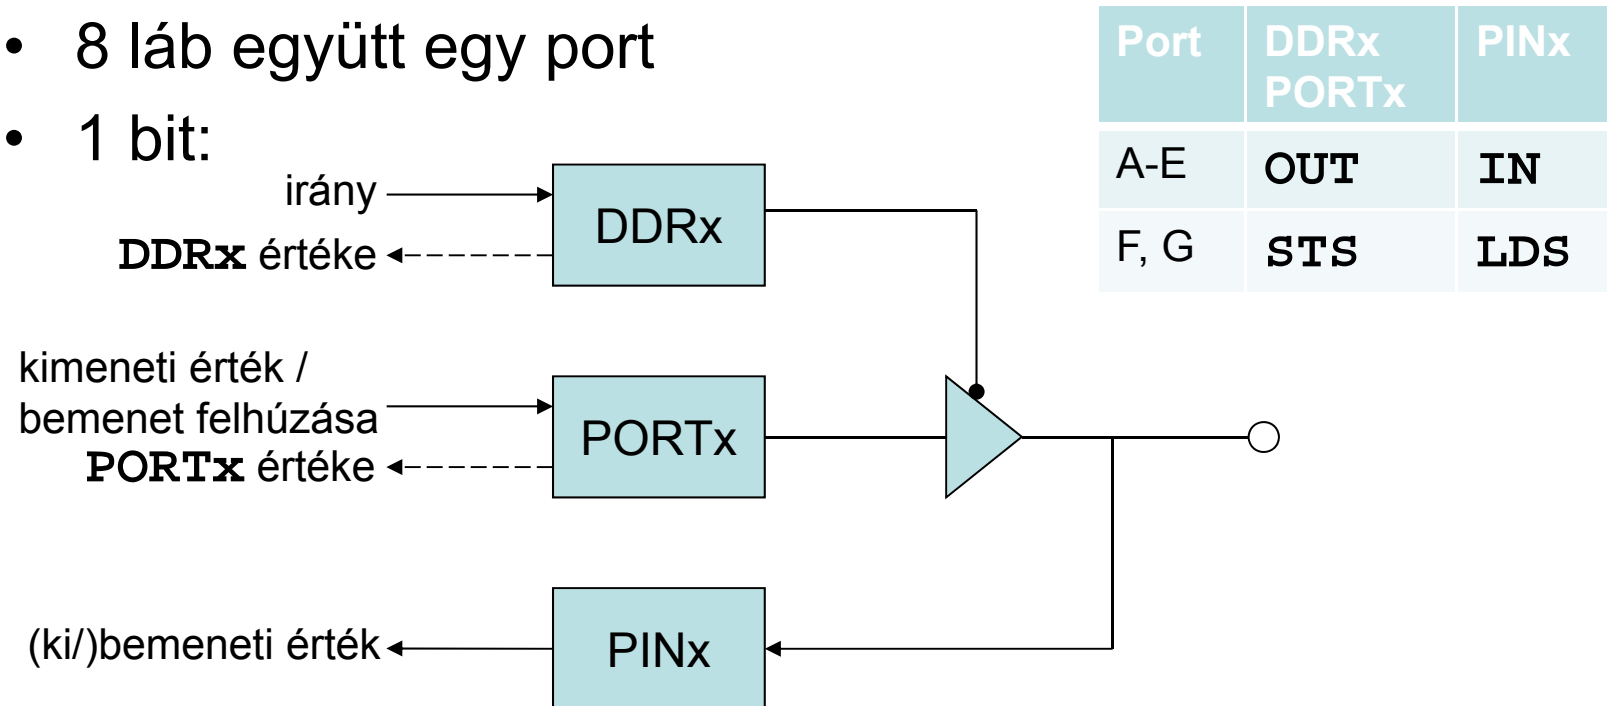 • 8 láb együtt egy port
• 1 bit:
irány
DDRx értéke
DDRx
kimeneti érték /
bemenet felhúzása
PORTx értéke
PORTx
(ki/)bemeneti érték
PINx
Port DDRx PINx
PORTx
A-E OUT IN
F, G STS LDS